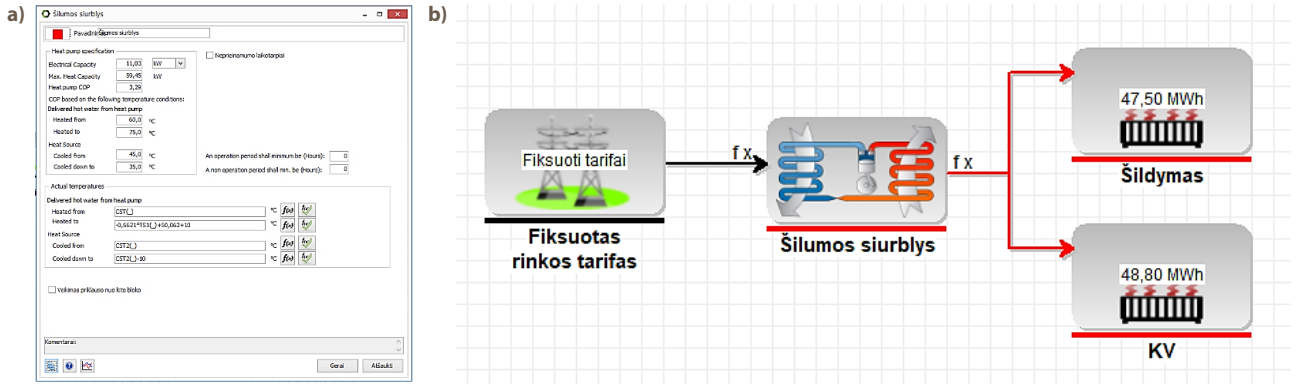 a)
Šilumos siurblys
Pavadinimas Šilumos siurblys
Heat pump specification
Neprieinamumo laikotarpiai
Electrical Capacity 11,03 kW
Max. Heat Capacity 59,45 kW
Heat pump COP 3,29
COP based on the following temperature conditions:
Delivered hot water from heat pump
Heated from 60,0 °C
Heated to 75,0 °C
Heat Source
Cooled from 45,0 °C
Cooled down to 35,0 °C
An operation period shall minimum be (Hours): 0
A non operation period shall min. be (Hours): 0
Actual temperatures
Delivered hot water from heat pump
Heated from CST(_) °C f(x)
Heated to -0,6621*TS1(_)+50,062+10 °C f(x)
Heat Source
Cooled from CST2(_) °C f(x)
Cooled down to CST2(_)-10 °C f(x)
Veikimas priklauso nuo kito bloko
Komentarai:
Gerai Atšaukti
b)
Fiksuoti tarifai
Fiksuotas
rinkos tarifas
f x
Šilumos siurblys
f x
47,50 MWh
Šildymas
48,80 MWh
KV